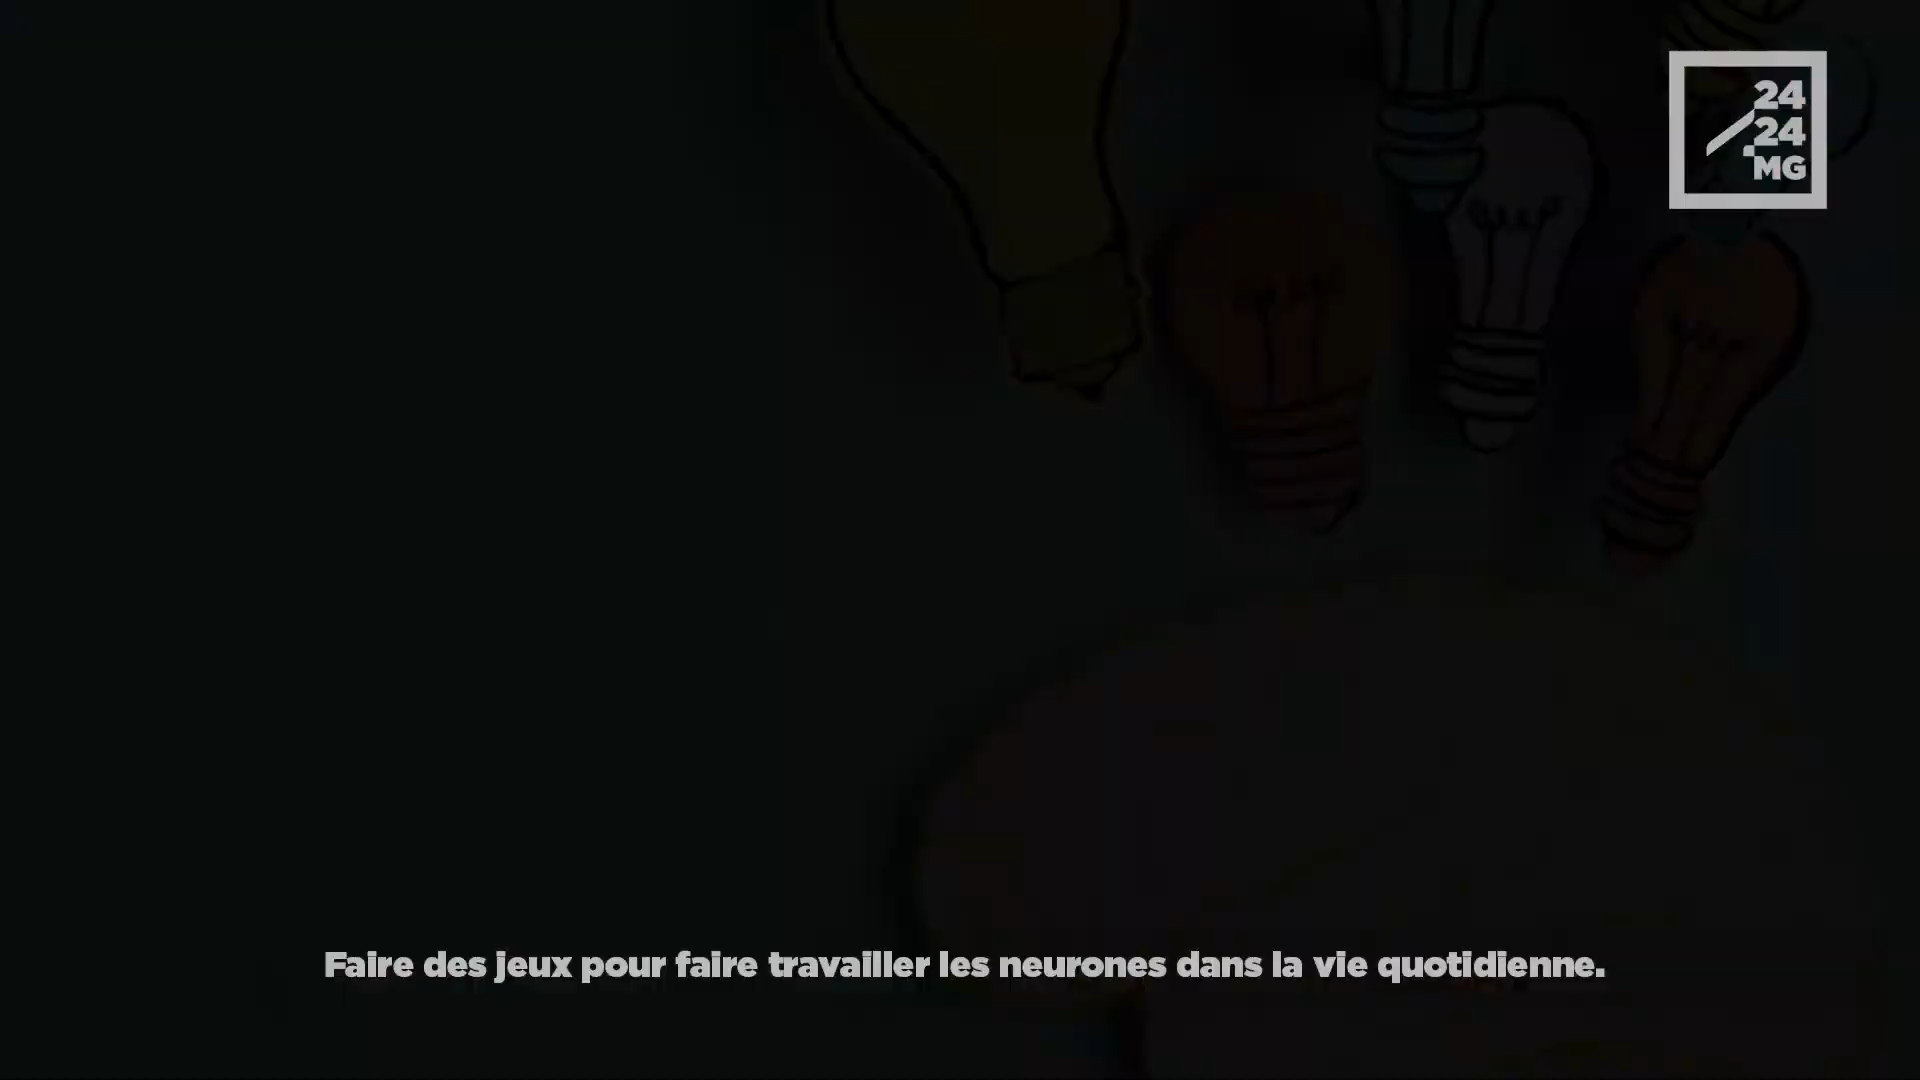 24
24
MG
Faire des jeux pour faire travailler les neurones dans la vie quotidienne.